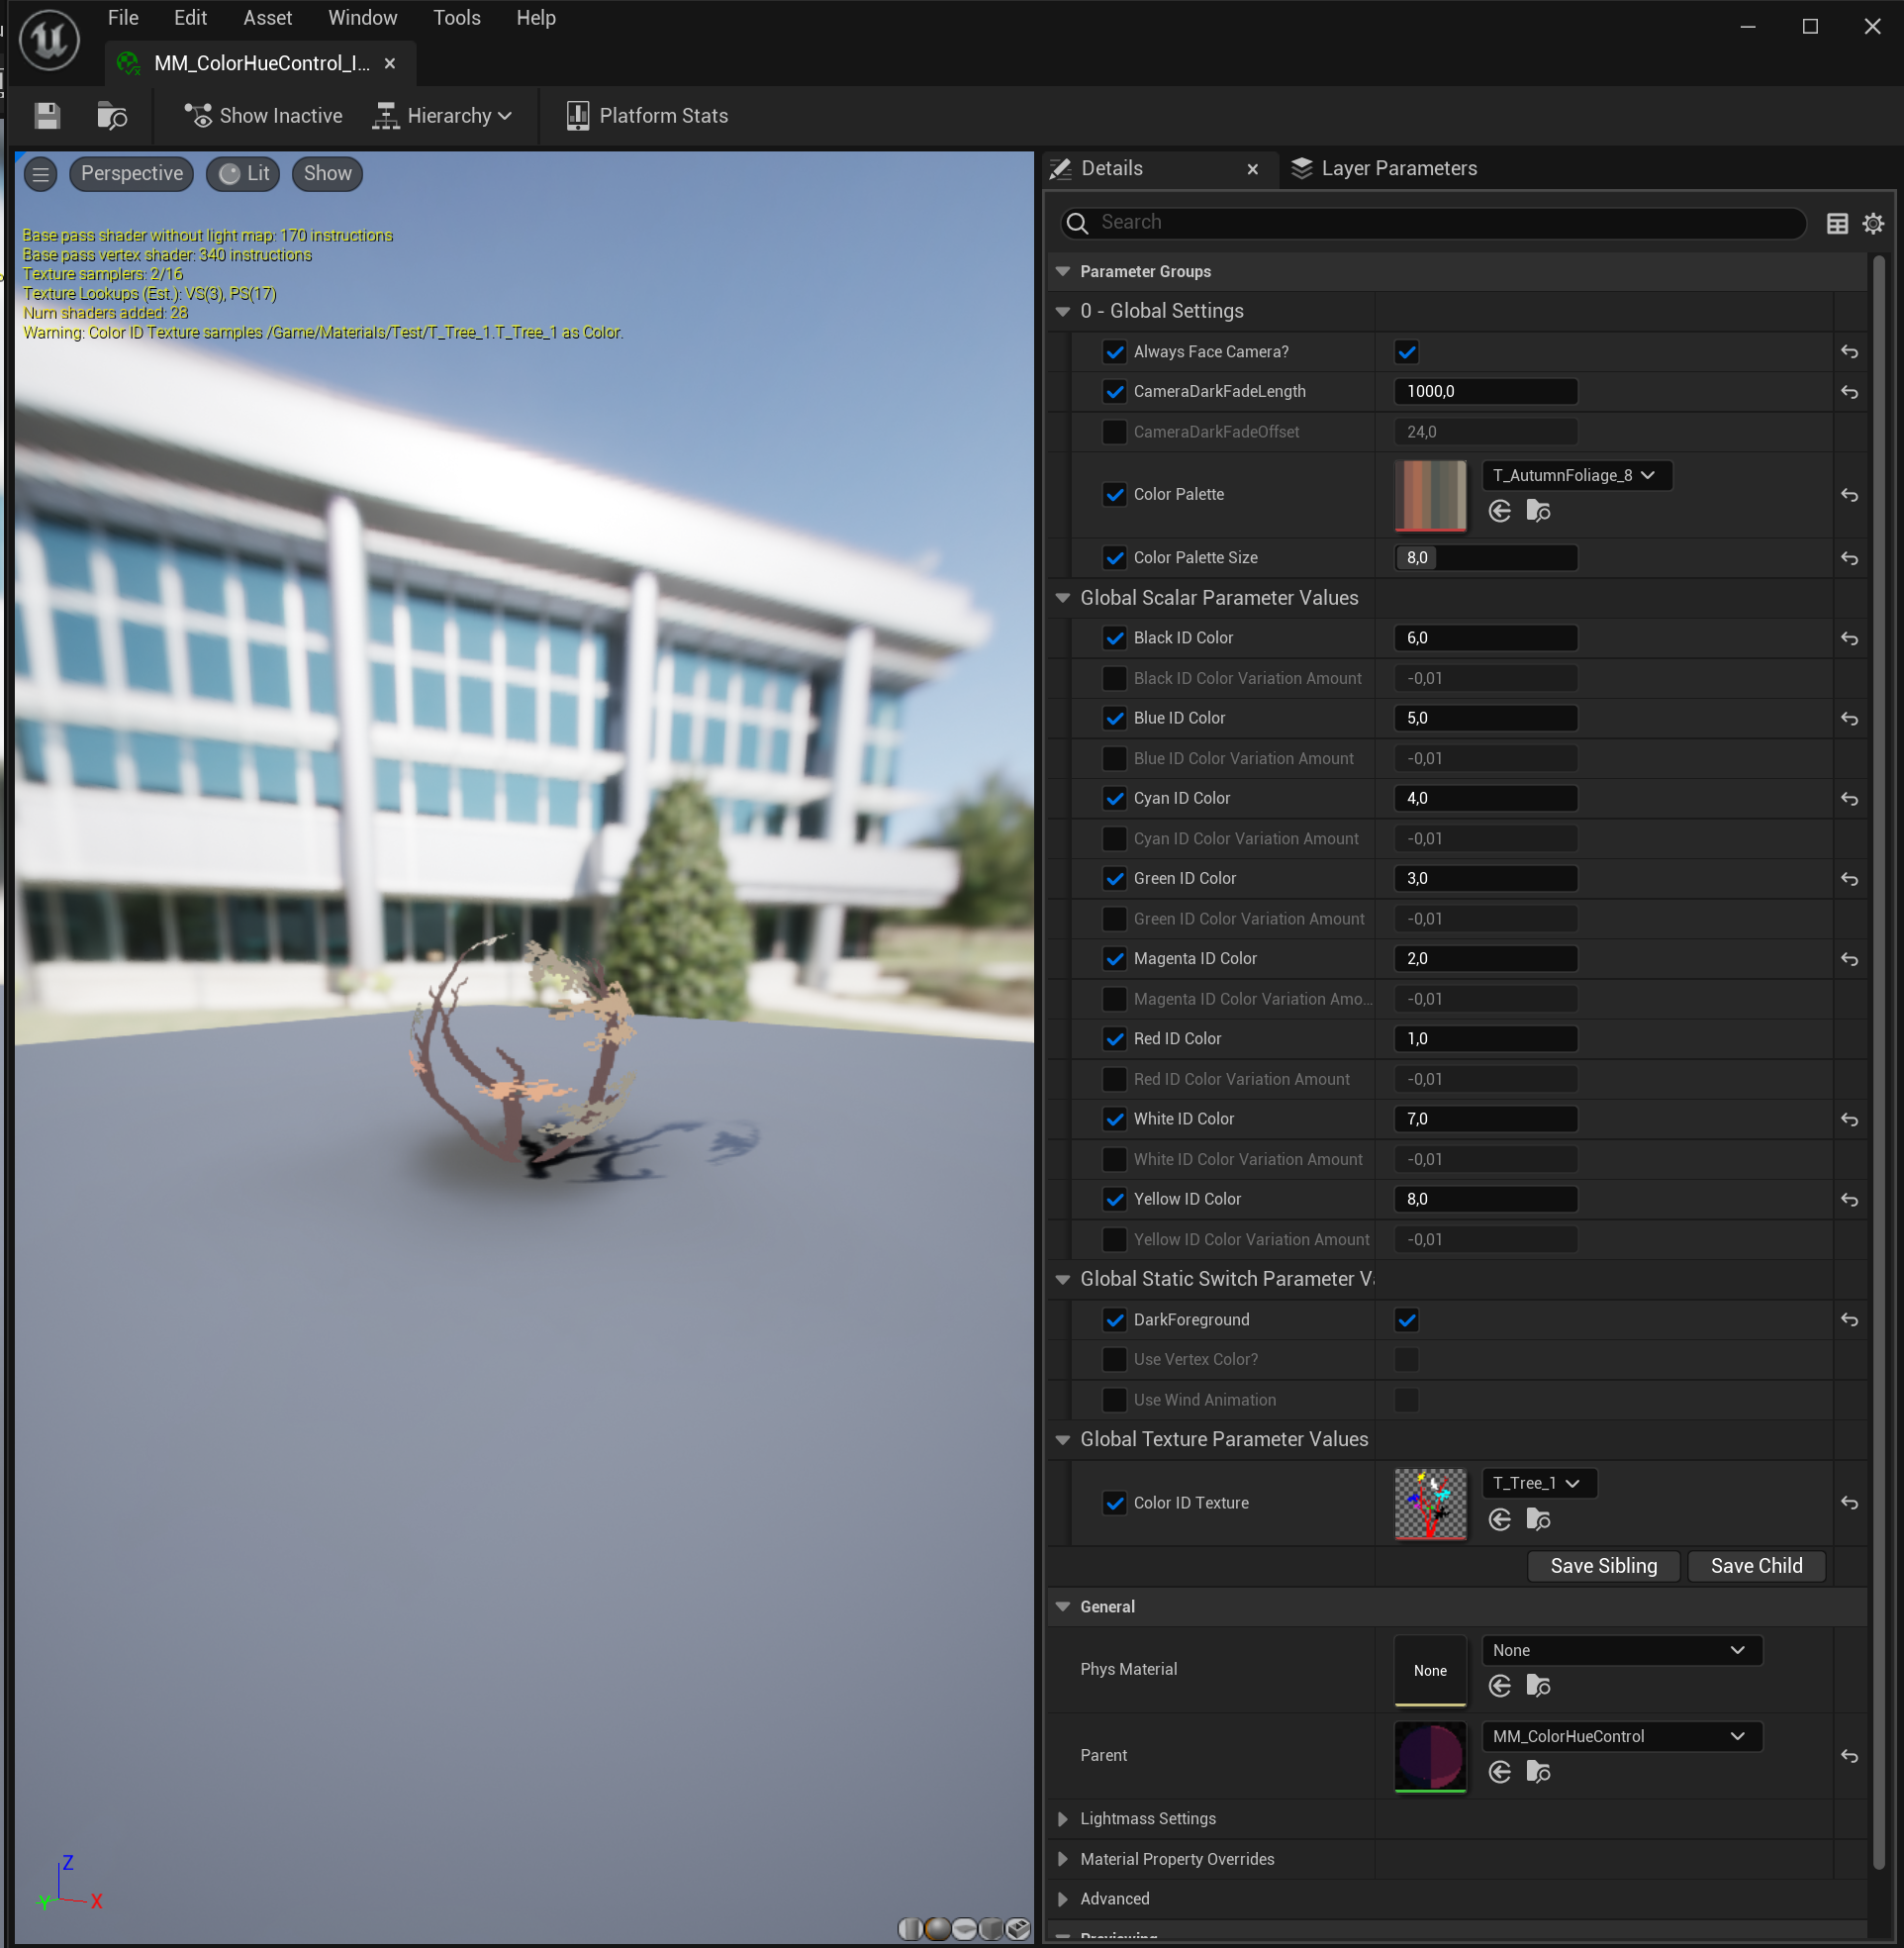 File Edit Asset Window Tools Help
MM_ColorHueControl_I...
Show Inactive Hierarchy Platform Stats
Perspective Lit Show
Base pass shader without light map: 170 instructions
Base pass vertex shader: 340 instructions
Texture samplers: 2/16
Texture Lookups (Est.): VS(3), PS(17)
Num shaders added: 28
Warning: Color ID Texture samples /Game/Materials/Test/T_Tree_1.T_Tree_1 as Color.
Z
Y X
Details Layer Parameters
Search
Parameter Groups
0 - Global Settings
Always Face Camera?
CameraDarkFadeLength 1000,0
CameraDarkFadeOffset 24,0
Color Palette T_AutumnFoliage_8
Color Palette Size 8,0
Global Scalar Parameter Values
Black ID Color 6,0
Black ID Color Variation Amount -0,01
Blue ID Color 5,0
Blue ID Color Variation Amount -0,01
Cyan ID Color 4,0
Cyan ID Color Variation Amount -0,01
Green ID Color 3,0
Green ID Color Variation Amount -0,01
Magenta ID Color 2,0
Magenta ID Color Variation Amo... -0,01
Red ID Color 1,0
Red ID Color Variation Amount -0,01
White ID Color 7,0
White ID Color Variation Amount -0,01
Yellow ID Color 8,0
Yellow ID Color Variation Amount -0,01
Global Static Switch Parameter Va
DarkForeground
Use Vertex Color?
Use Wind Animation
Global Texture Parameter Values
Color ID Texture T_Tree_1
Save Sibling Save Child
General
Phys Material None None
Parent MM_ColorHueControl
Lightmass Settings
Material Property Overrides
Advanced
Previewing